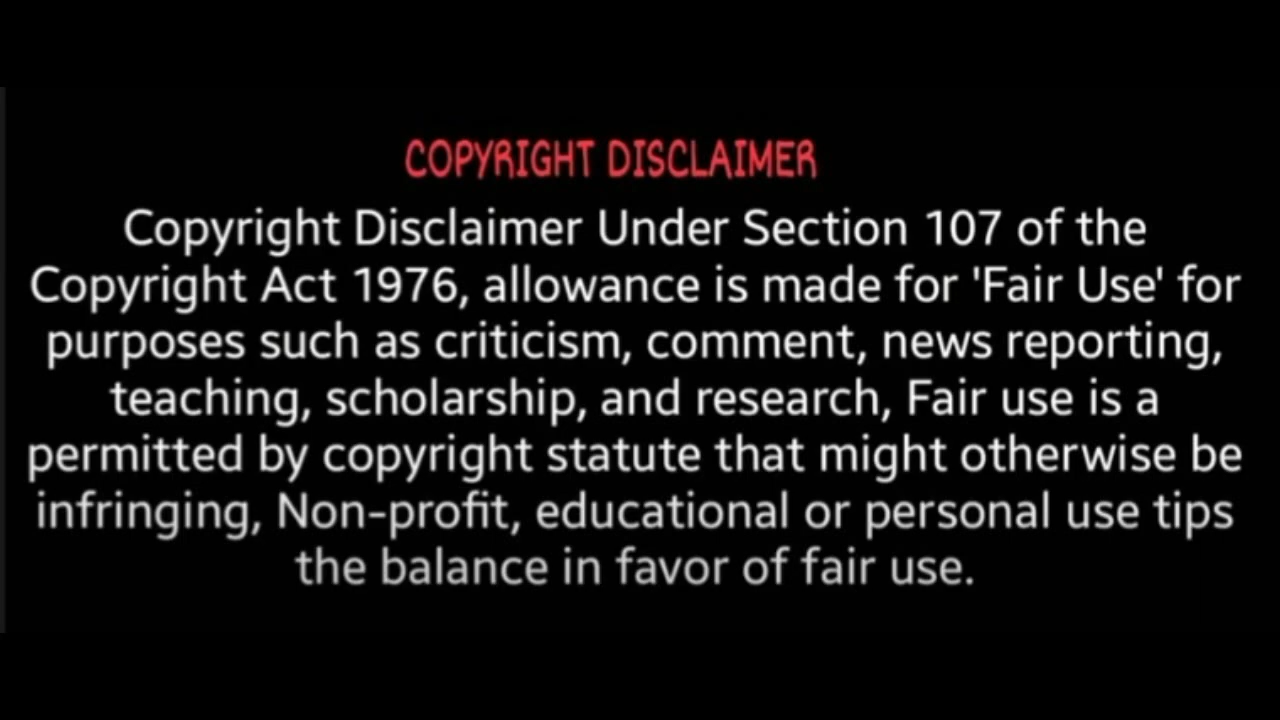 COPYRIGHT DISCLAIMER
Copyright Disclaimer Under Section 107 of the
Copyright Act 1976, allowance is made for 'Fair Use' for
purposes such as criticism, comment, news reporting,
teaching, scholarship, and research, Fair use is a
permitted by copyright statute that might otherwise be
infringing, Non-profit, educational or personal use tips
the balance in favor of fair use.